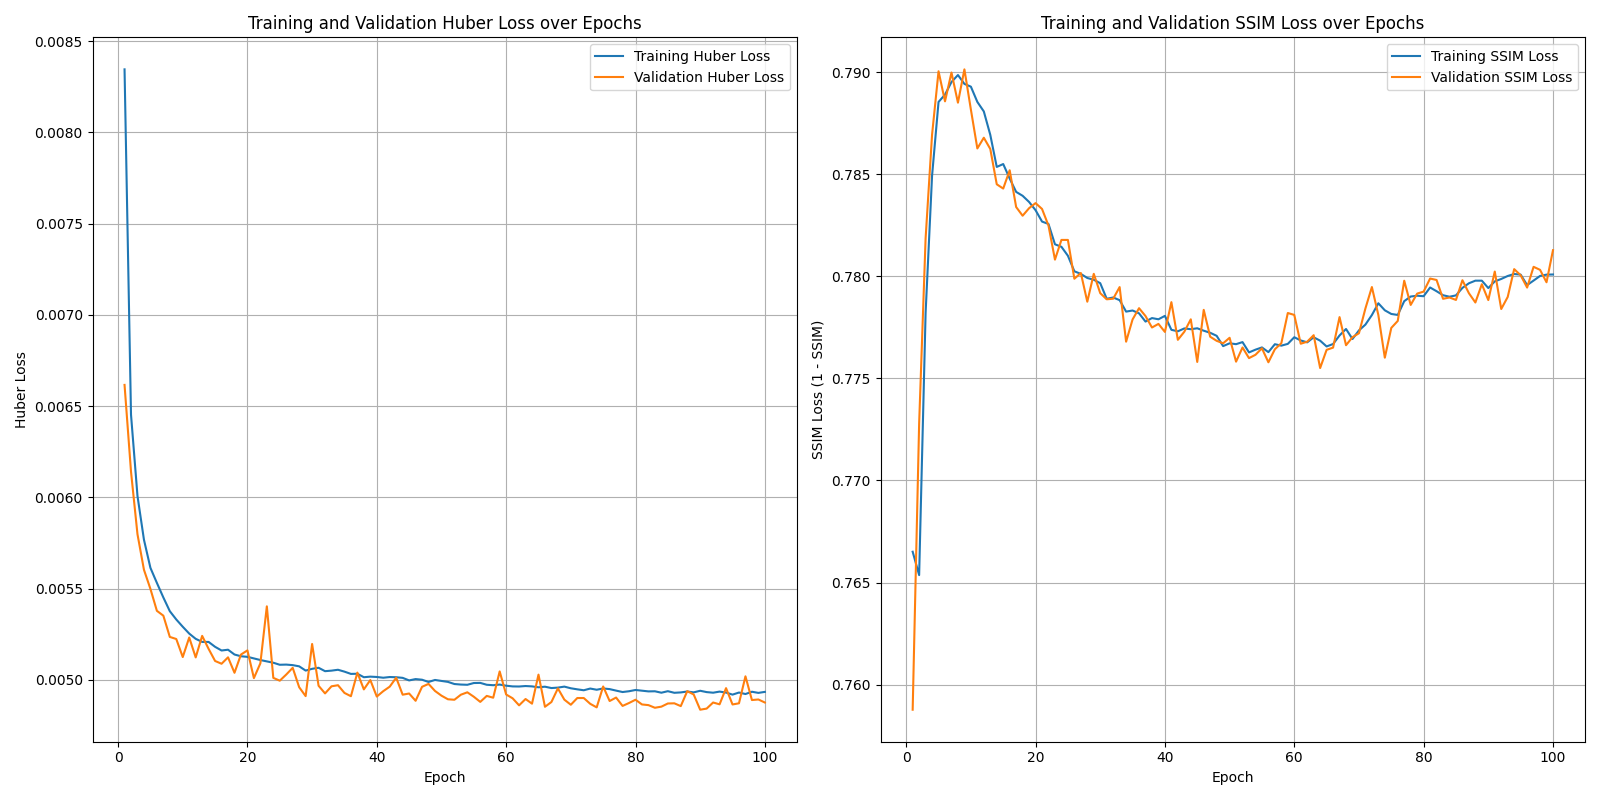 Training and Validation Huber Loss over Epochs
Training Huber Loss
Validation Huber Loss
0.0085
0.0080
0.0075
0.0070
0.0065
0.0060
0.0055
0.0050
Huber Loss
0 20 40 60 80 100
Epoch
Training and Validation SSIM Loss over Epochs
Training SSIM Loss
Validation SSIM Loss
0.790
0.785
0.780
0.775
0.770
0.765
0.760
SSIM Loss (1 - SSIM)
0 20 40 60 80 100
Epoch